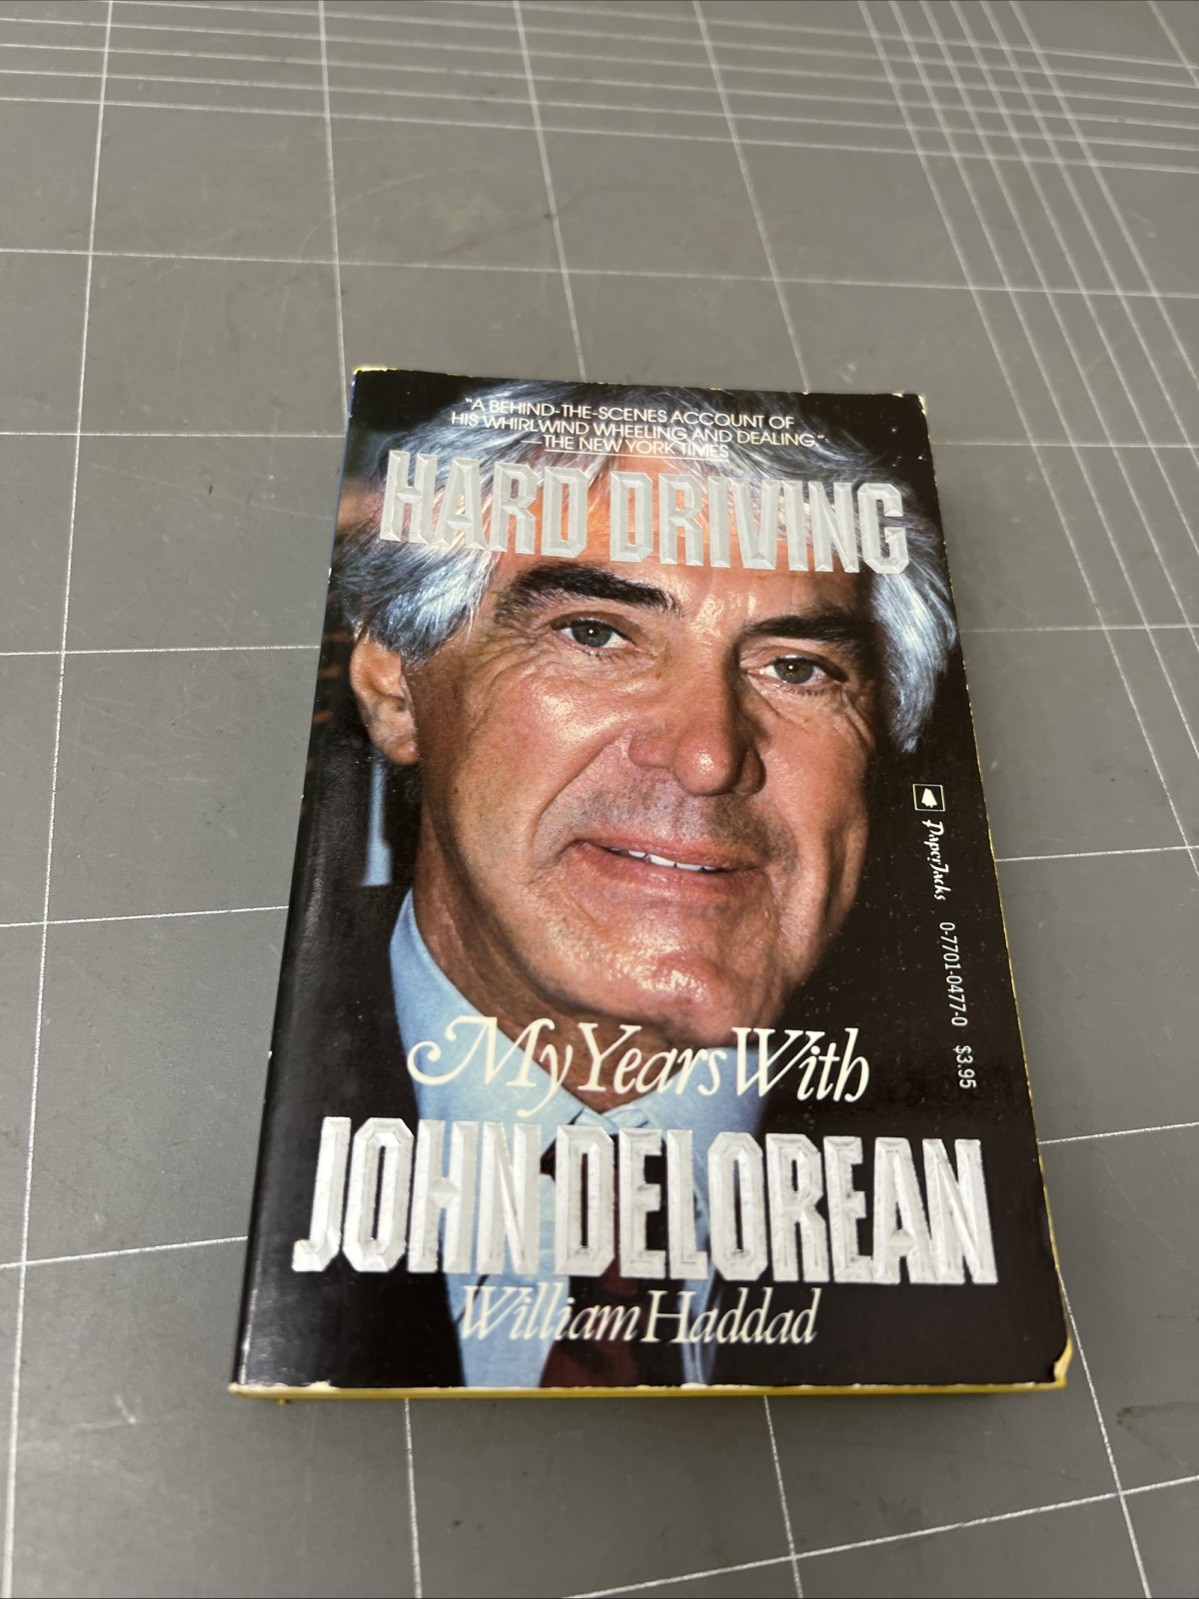 "A BEHIND-THE-SCENES ACCOUNT OF
HIS WHIRLWIND WHEELING AND DEALING."
—THE NEW YORK TIMES
HARD DRIVING
PaperJacks 0-7701-0477-0 $3.95
My Years With
JOHN DELOREAN
William Haddad